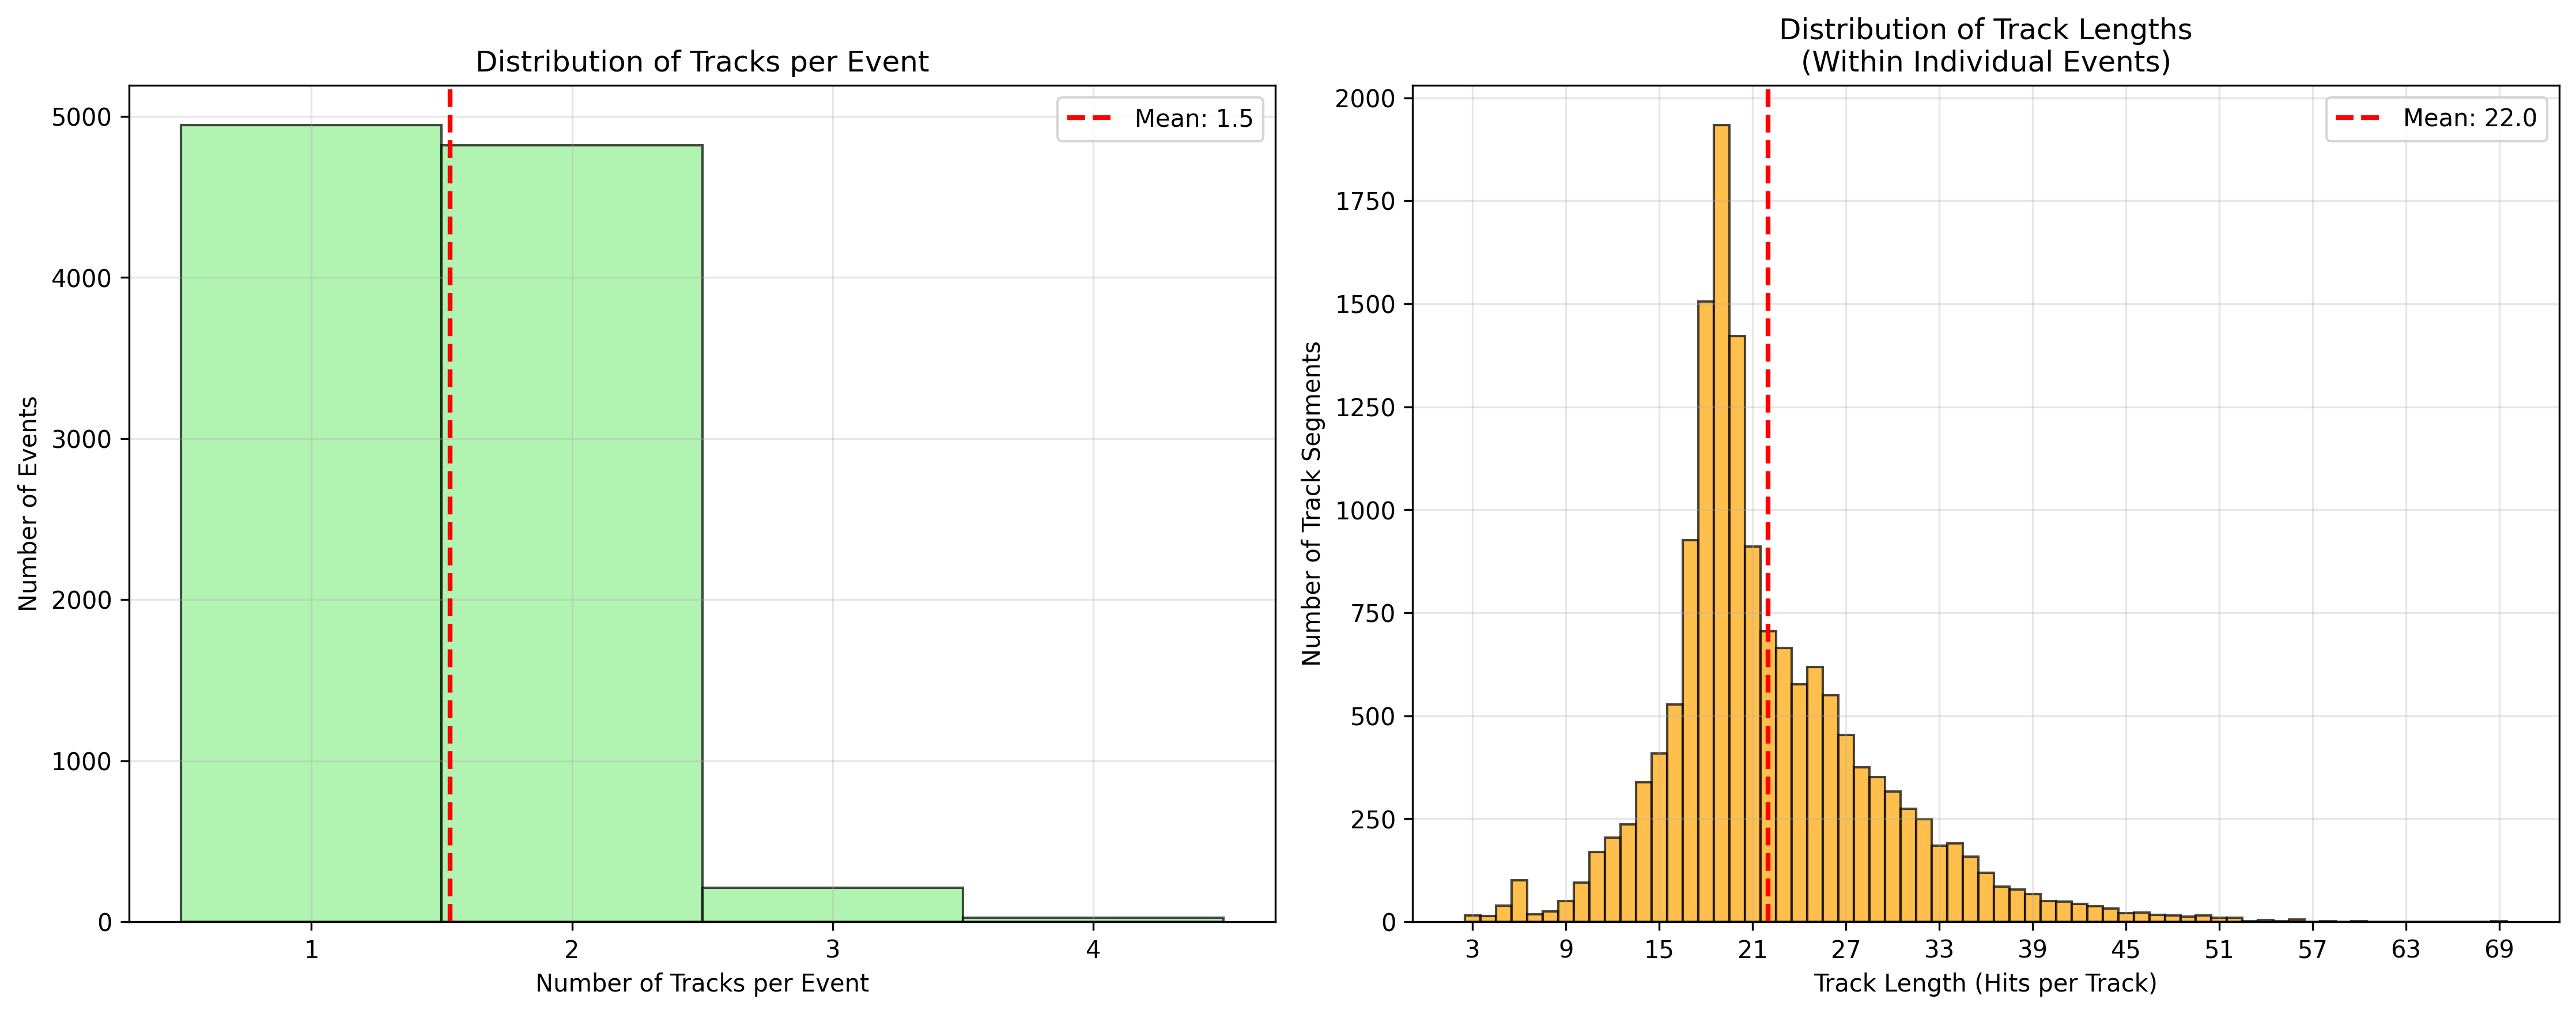 Distribution of Tracks per Event
Mean: 1.5
5000
4000
3000
2000
1000
0
Number of Events
1 2 3 4
Number of Tracks per Event
Distribution of Track Lengths
(Within Individual Events)
Mean: 22.0
2000
1750
1500
1250
1000
750
500
250
0
Number of Track Segments
3 9 15 21 27 33 39 45 51 57 63 69
Track Length (Hits per Track)